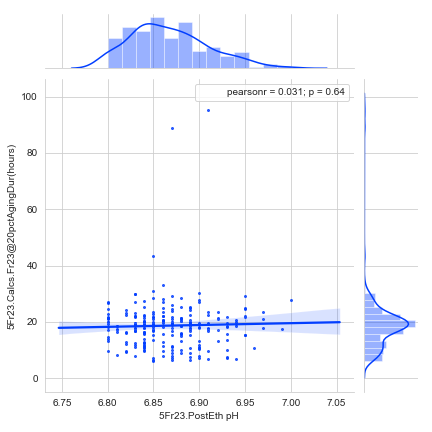 pearsonr = 0.031; p = 0.64
100
80
60
40
20
0
5Fr23.Calcs.Fr23@20pctAgingDur(hours)
6.75 6.80 6.85 6.90 6.95 7.00 7.05
5Fr23.PostEth pH